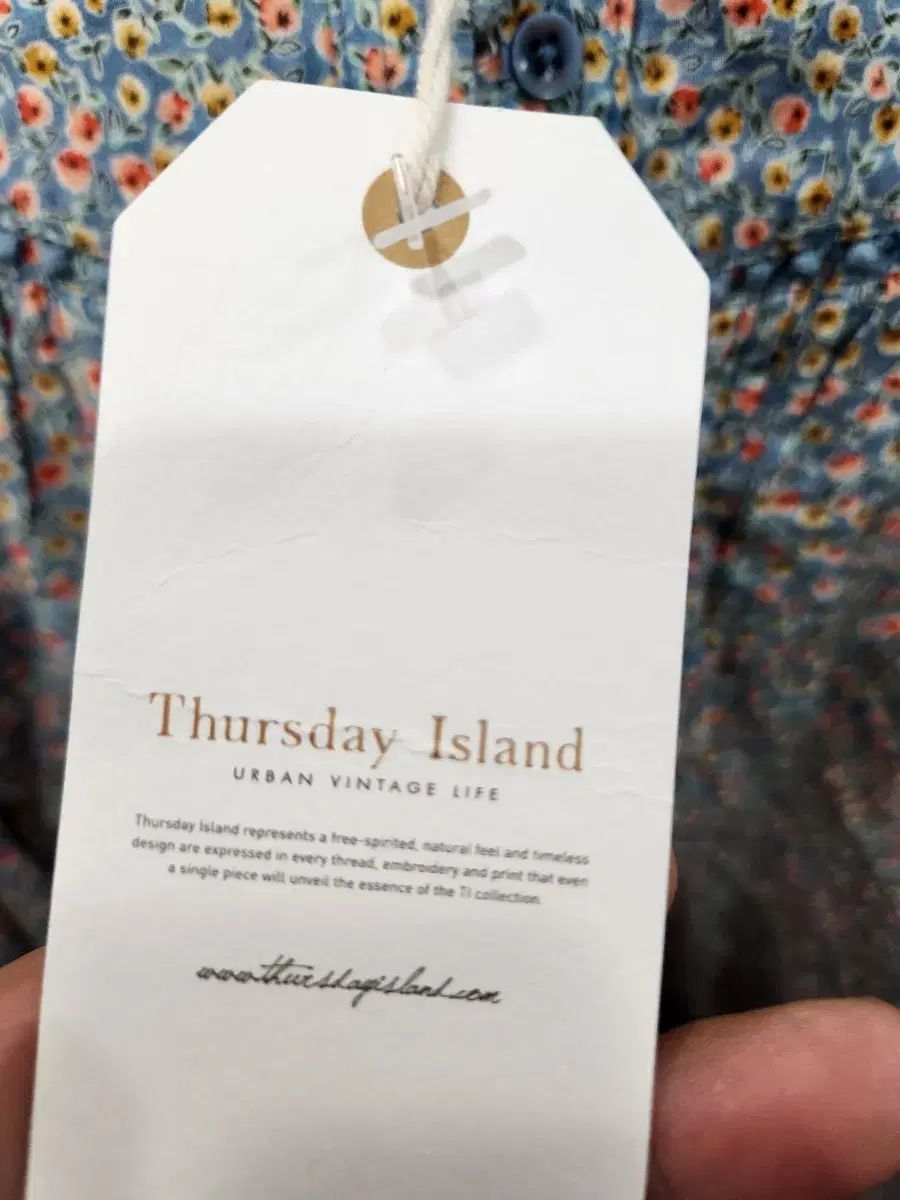 Thursday Island
URBAN VINTAGE LIFE
Thursday Island represents a free-spirited, natural feel and timeless
design are expressed in every thread, embroidery and print that even
a single piece will unveil the essence of the TI collection.
www.thursdayisland.com